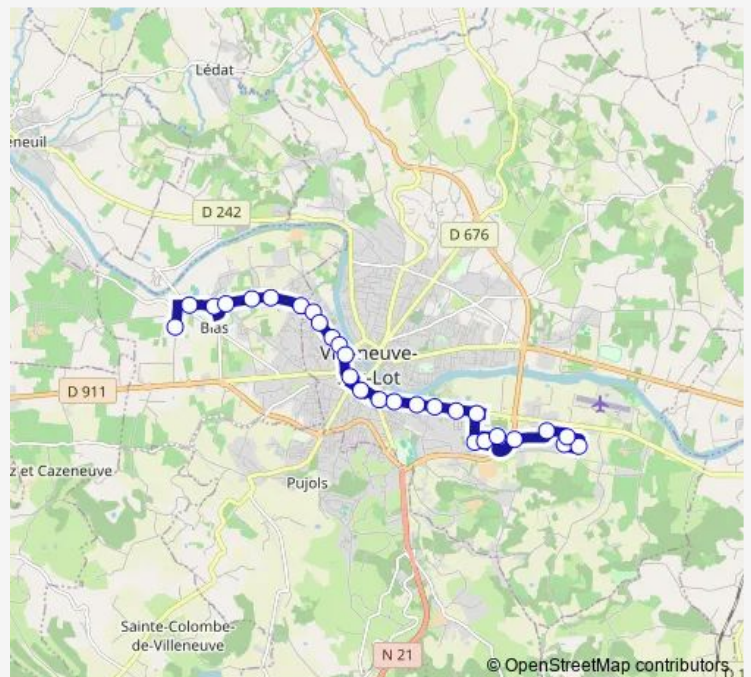 Lédat
eneuil
D 242
D 676
Bias
Villeneuve-
-Lot
D 911
z et Cazeneuve
Pujols
Sainte-Colombe-
de-Villeneuve
N 21
© OpenStreetMap contributors